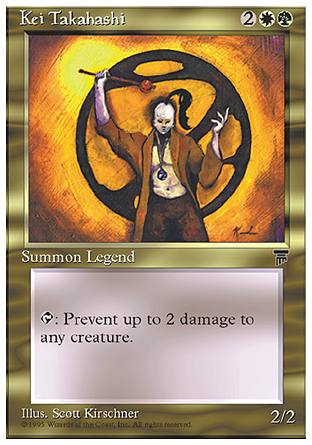 Kei Takahashi 2
Summon Legend
: Prevent up to 2 damage to
any creature.
Illus. Scott Kirschner
© 1995 Wizards of the Coast, Inc. All rights reserved.
2/2